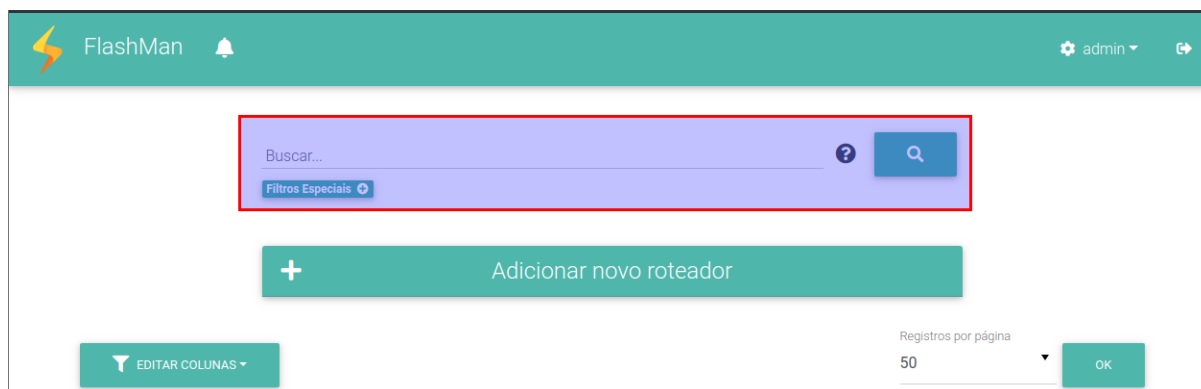 FlashMan
admin
Buscar...
Filtros Especiais
Adicionar novo roteador
Registros por página
EDITAR COLUNAS
50
OK